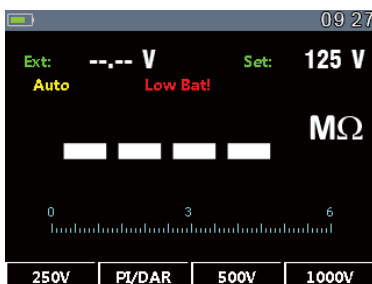 09 27
Ext: --.-- V Set: 125 V
Auto Low Bat!
MΩ
- - - -
0 3 6
250V PI/DAR 500V 1000V